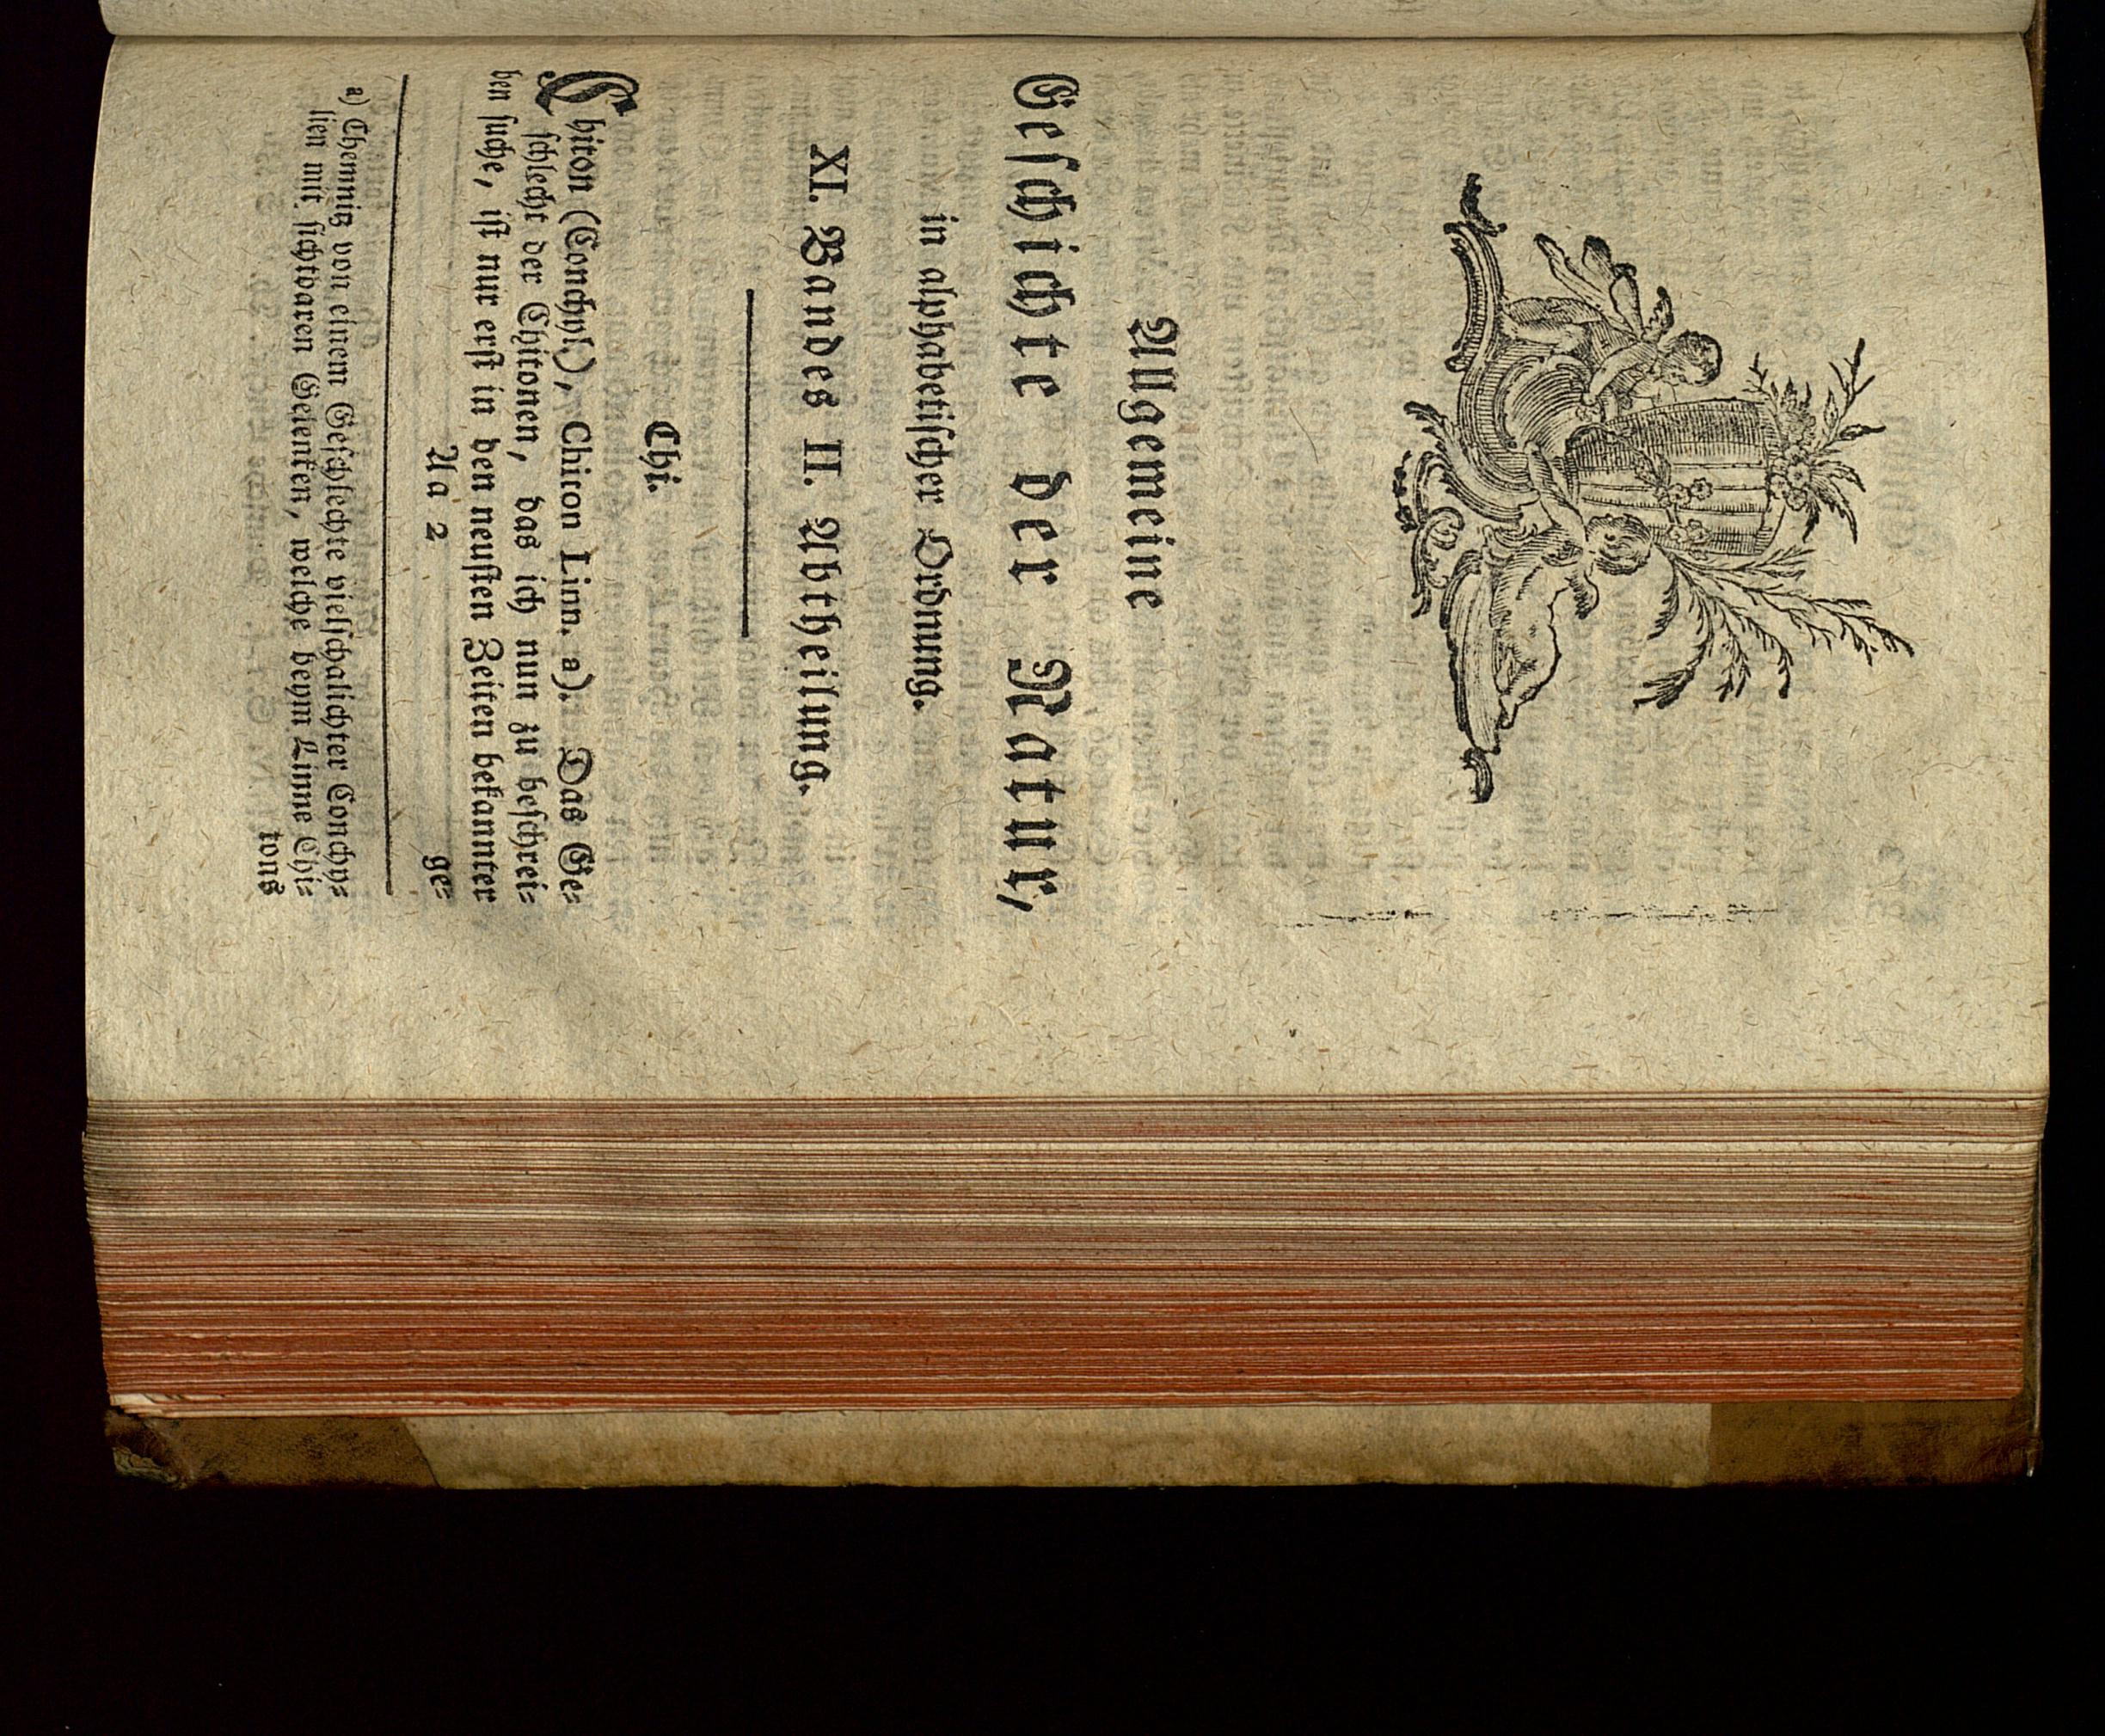 Allgemeine
Geſchichte der Natur,
in alphabetiſcher Ordnung.
XI. Bandes II. Abtheilung.
Chi.
Chiton (Conchyl.), Chiton Linn. a). Das Ge⸗
ſchlecht der Chitonen, das ich nun zu beſchrei⸗
ben ſuche, iſt nur erſt in den neuſten Zeiten bekannter
Aa 2 ge⸗
a) Chemnitz von einem Geſchlechte vielſchalichter Conchy⸗
lien mit ſichtbaren Gelenken, welche beym Linne Chi⸗
tons